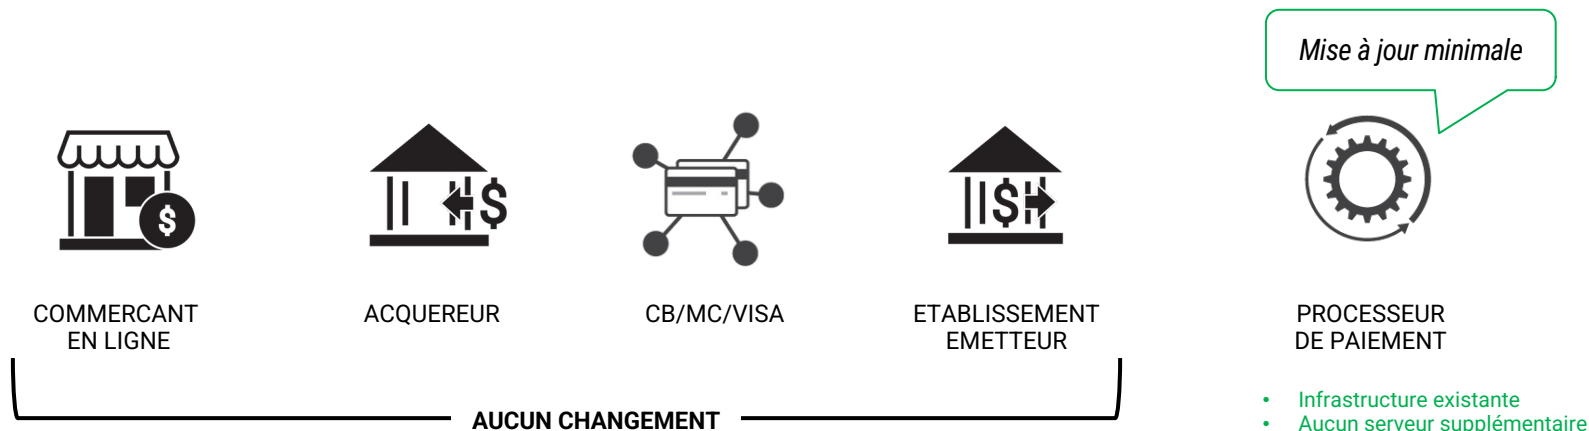 Mise à jour minimale
$
$
$
COMMERCANT
EN LIGNE
ACQUEREUR
CB/MC/VISA
ETABLISSEMENT
EMETTEUR
PROCESSEUR
DE PAIEMENT
AUCUN CHANGEMENT
• Infrastructure existante
• Aucun serveur supplémentaire